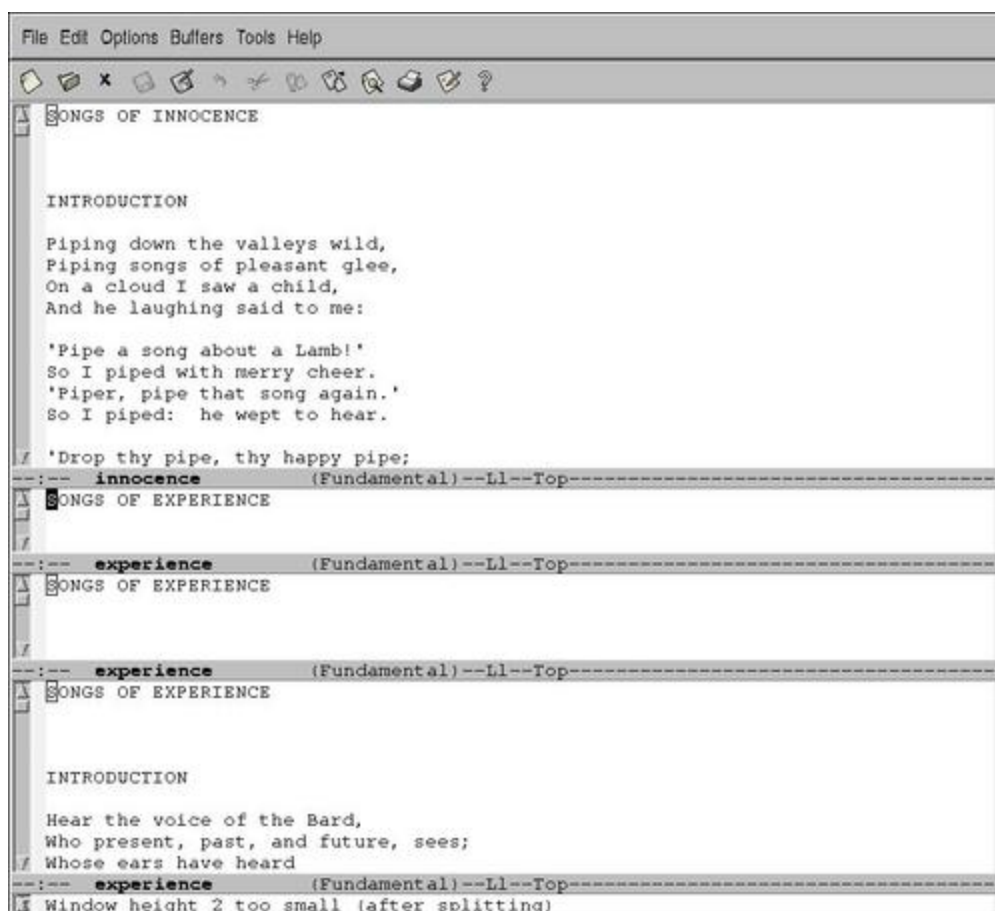 File Edit Options Buffers Tools Help
SONGS OF INNOCENCE
INTRODUCTION
Piping down the valleys wild,
Piping songs of pleasant glee,
On a cloud I saw a child,
And he laughing said to me:
'Pipe a song about a Lamb!'
So I piped with merry cheer.
'Piper, pipe that song again.'
So I piped:  he wept to hear.
'Drop thy pipe, thy happy pipe;
--:--  innocence          (Fundamental)--L1--Top------------------------------------
SONGS OF EXPERIENCE
--:--  experience         (Fundamental)--L1--Top------------------------------------
SONGS OF EXPERIENCE
--:--  experience         (Fundamental)--L1--Top------------------------------------
SONGS OF EXPERIENCE
INTRODUCTION
Hear the voice of the Bard,
Who present, past, and future, sees;
Whose ears have heard
--:--  experience         (Fundamental)--L1--Top------------------------------------
Window height 2 too small (after splitting)